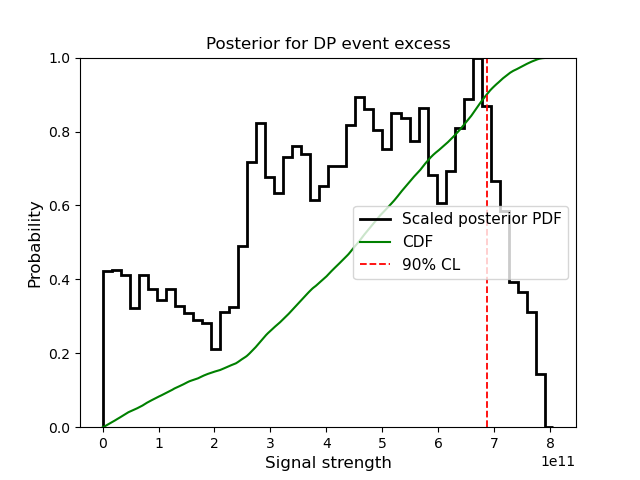 Posterior for DP event excess
1.0
0.8
0.6
0.4
0.2
0.0
Probability
Scaled posterior PDF
CDF
90% CL
0 1 2 3 4 5 6 7 8
1e11
Signal strength